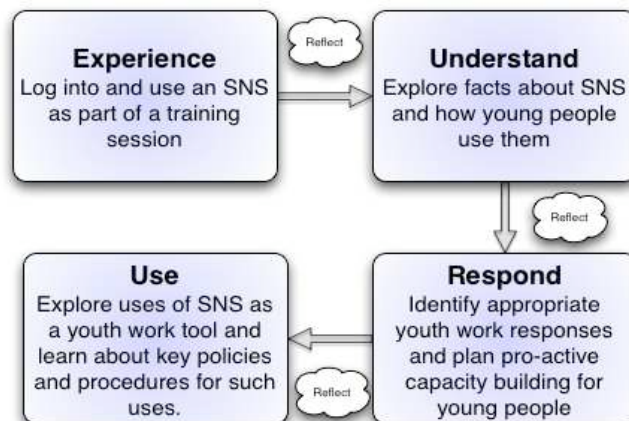 Experience
Log into and use an SNS
as part of a training
session
Reflect
Understand
Explore facts about SNS
and how young people
use them
Reflect
Respond
Identify appropriate
youth work responses
and plan pro-active
capacity building for
young people
Reflect
Use
Explore uses of SNS as
a youth work tool and
learn about key policies
and procedures for such
uses.